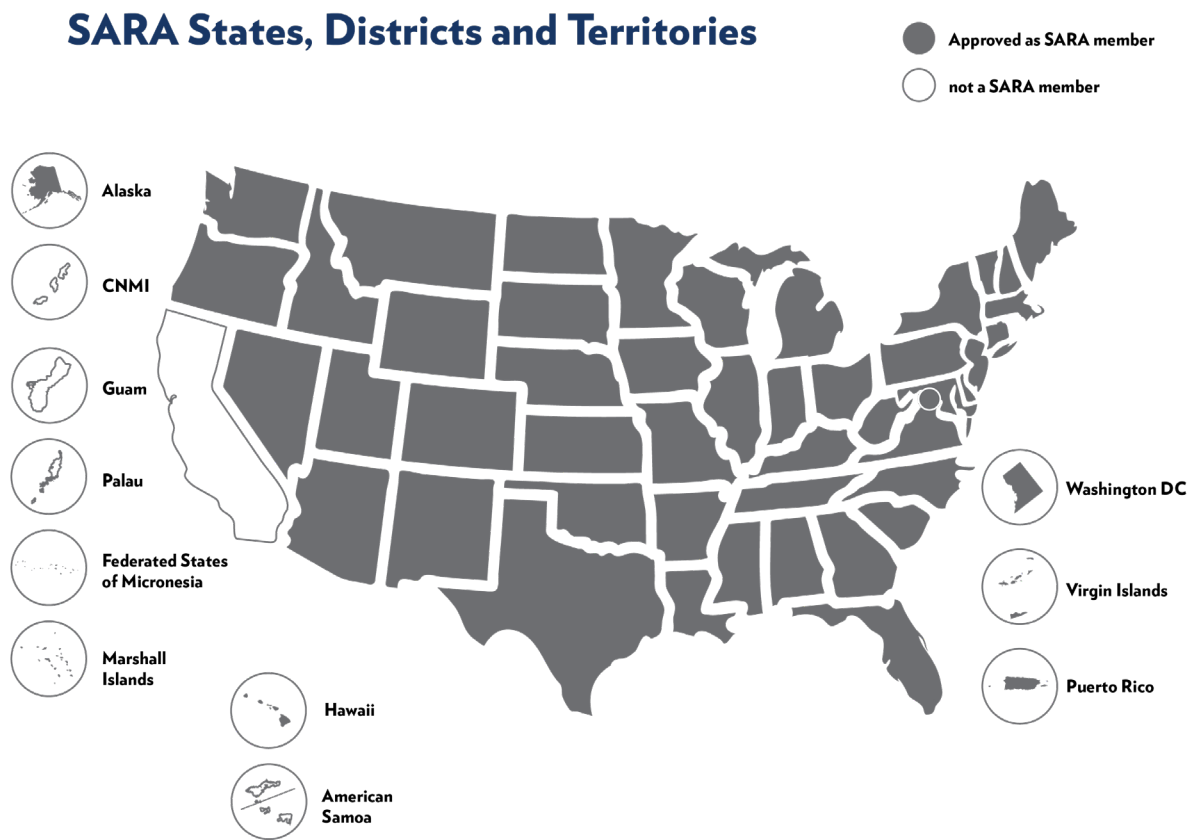 SARA States, Districts and Territories
Approved as SARA member
not a SARA member
Alaska
CNMI
Guam
Palau
Federated States
of Micronesia
Marshall
Islands
Hawaii
American
Samoa
Washington DC
Virgin Islands
Puerto Rico